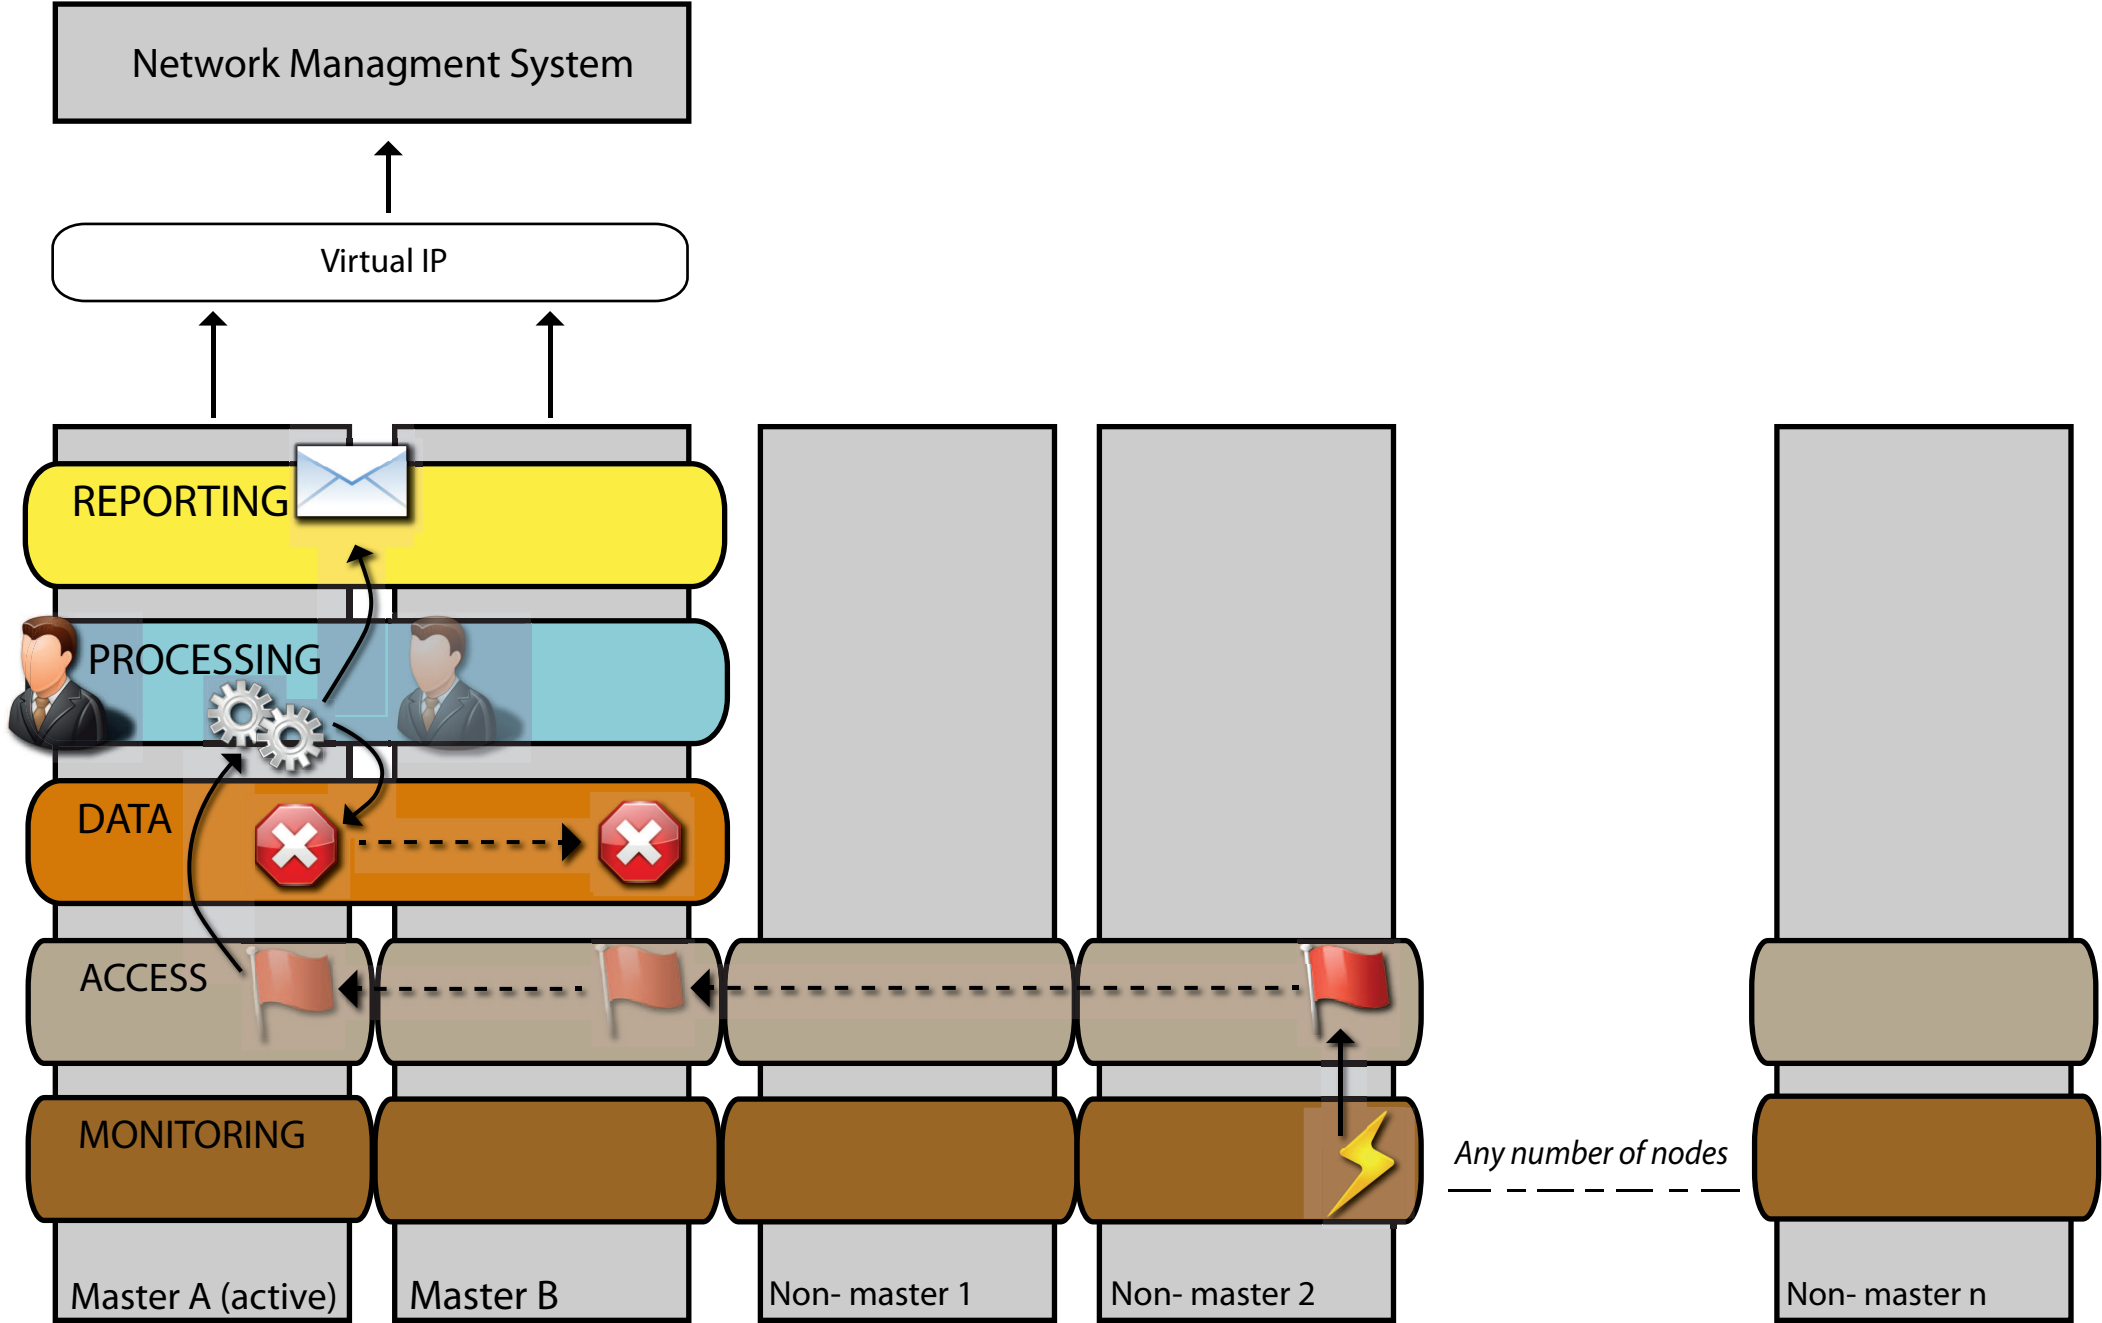 Network Managment System
Virtual IP
REPORTING
PROCESSING
DATA
ACCESS
MONITORING
Any number of nodes
Master A (active)
Master B
Non- master 1
Non- master 2
Non- master n